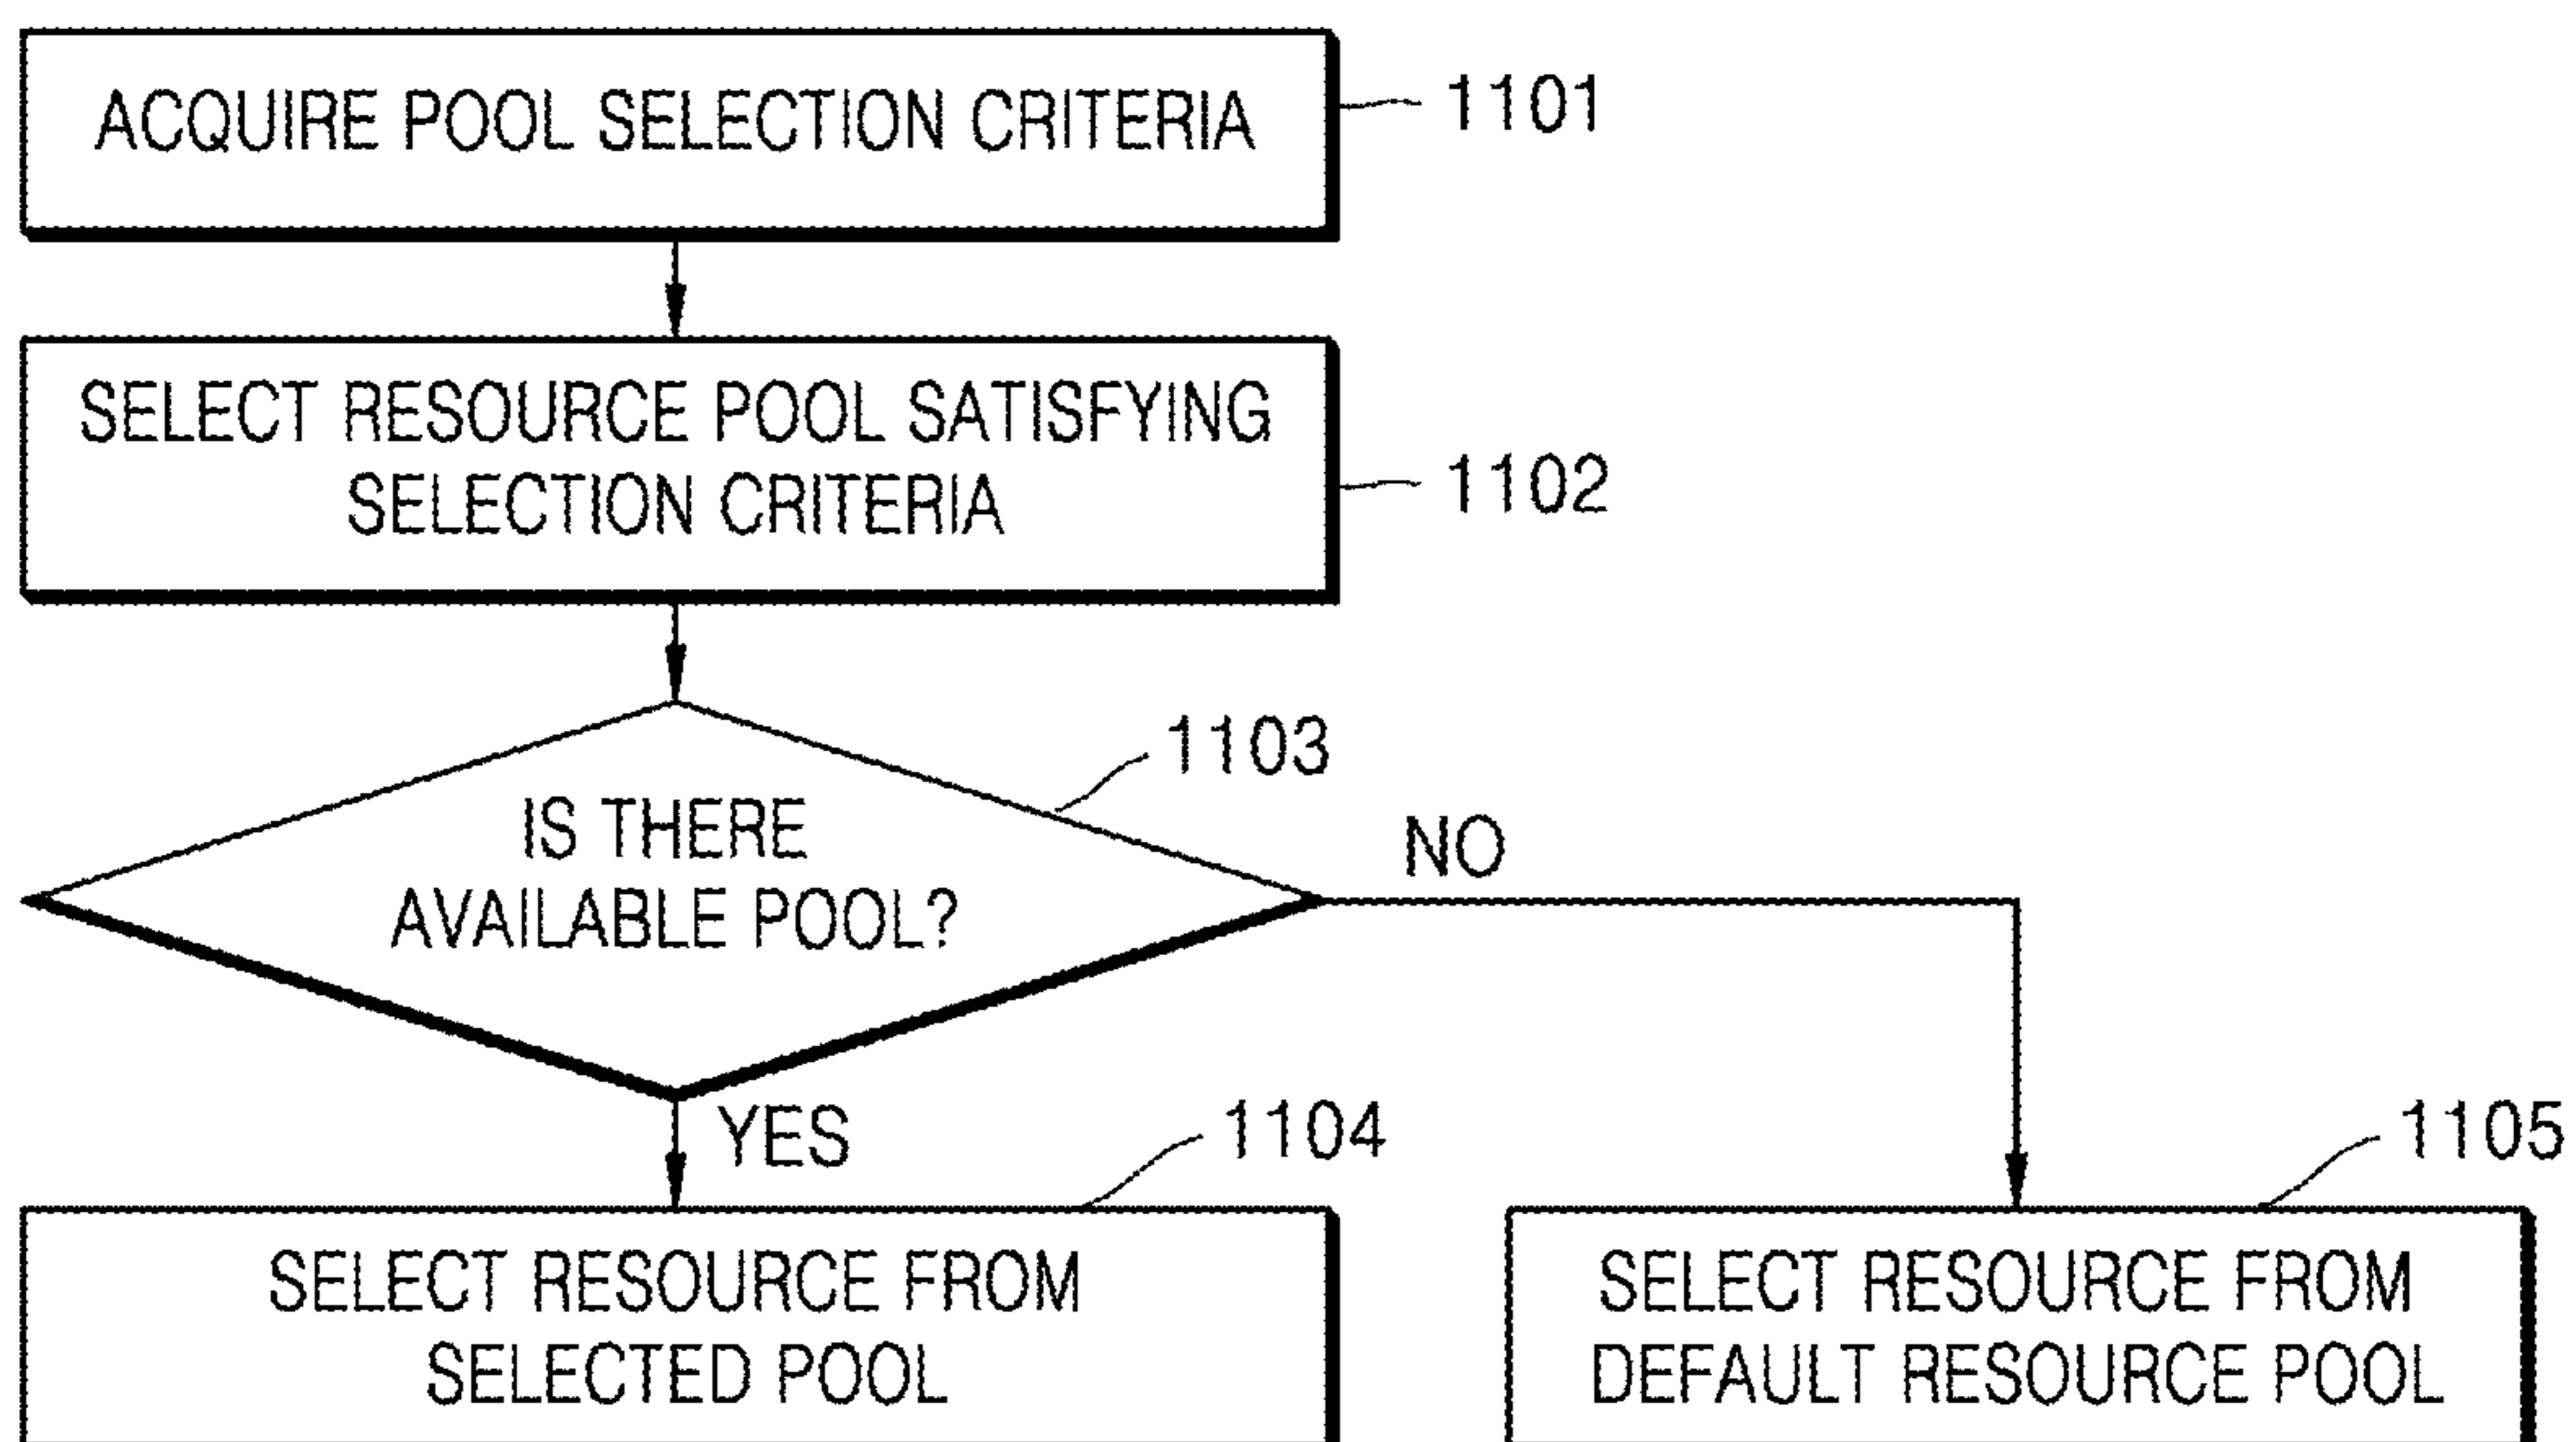 ACQUIRE POOL SELECTION CRITERIA
1101
SELECT RESOURCE POOL SATISFYING
SELECTION CRITERIA
1102
1103
IS THERE
AVAILABLE POOL?
NO
YES
1104
SELECT RESOURCE FROM
SELECTED POOL
1105
SELECT RESOURCE FROM
DEFAULT RESOURCE POOL